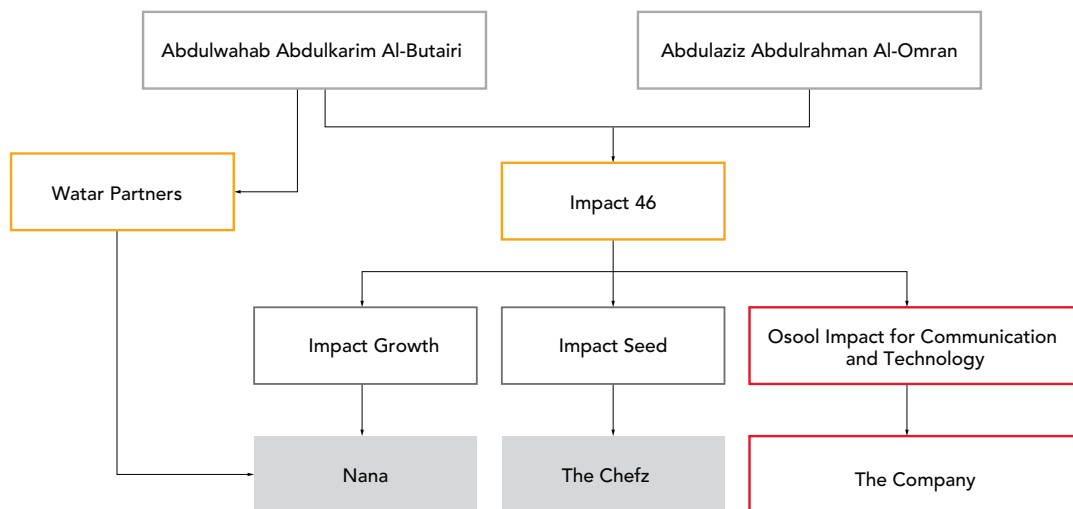 Abdulwahab Abdulkarim Al-Butairi
Abdulaziz Abdulrahman Al-Omran
Watar Partners
Impact 46
Impact Growth
Impact Seed
Osool Impact for Communication
and Technology
Nana
The Chefz
The Company